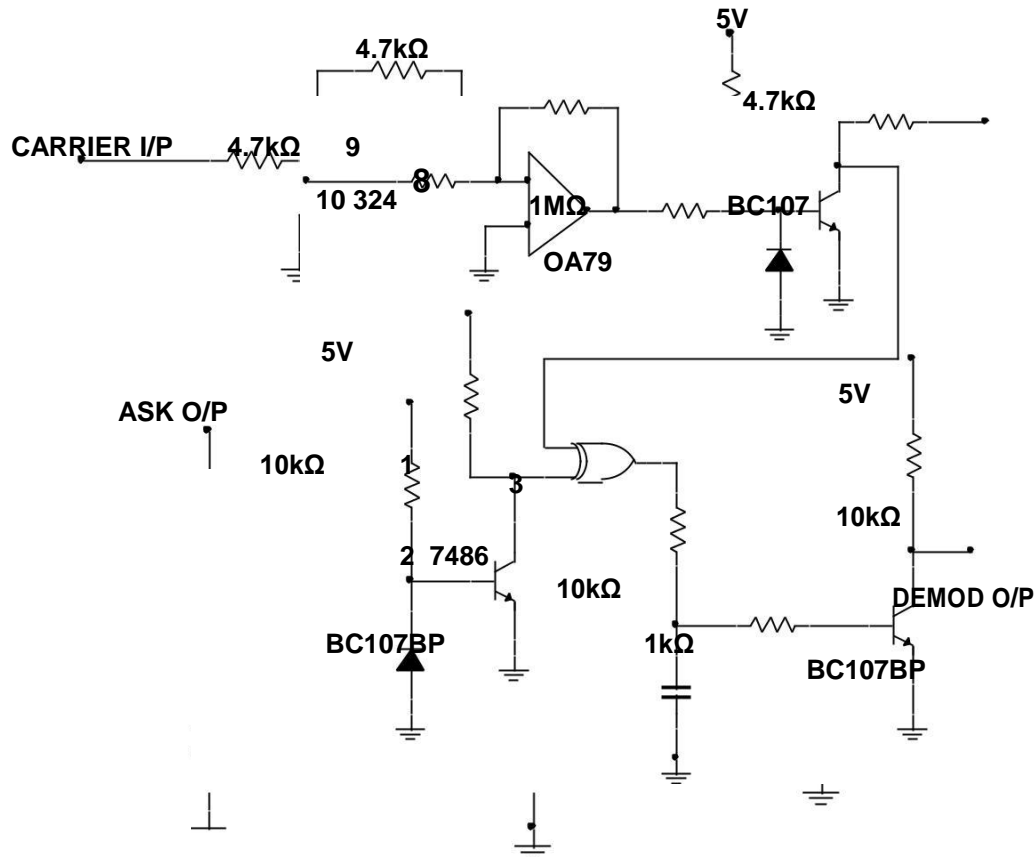 5V
4.7kΩ
4.7kΩ
CARRIER I/P 4.7kΩ 9
8
10 324 1MΩ BC107
OA79
5V
5V
ASK O/P
10kΩ 1
3
10kΩ
2 7486
10kΩ
DEMOD O/P
BC107BP 1kΩ
BC107BP